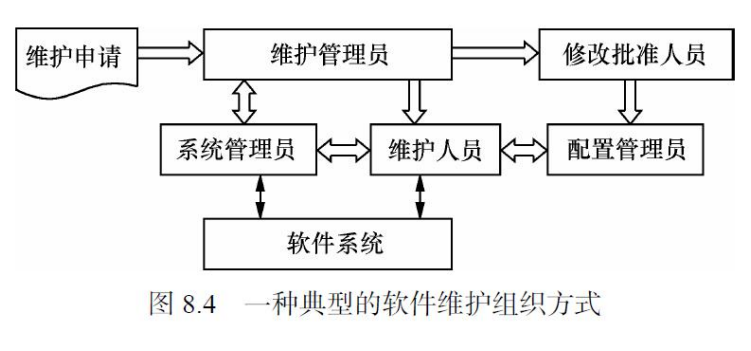 维护申请
维护管理员
修改批准人员
系统管理员
维护人员
配置管理员
软件系统
图 8.4 一种典型的软件维护组织方式